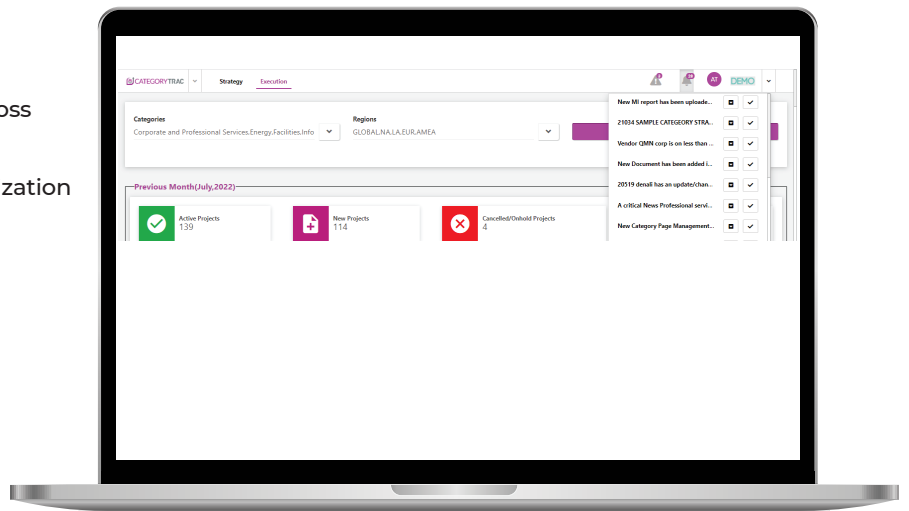 oss
zation
CATEGORYTRAC
Strategy
Execution
AT
DEMO
Categories
Corporate and Professional Services,Energy,Facilities,Info
Regions
GLOBAL,NA,LA,EUR,AMEA
New MI report has been uploade...
21034 SAMPLE CATEGEORY STRA...
Vendor QMN corp is on less than ...
New Document has been added i...
20519 denali has an update/chan...
A critical News Professional servi...
New Category Page Management...
Previous Month(July,2022)
Active Projects
139
New Projects
114
Cancelled/Onhold Projects
4